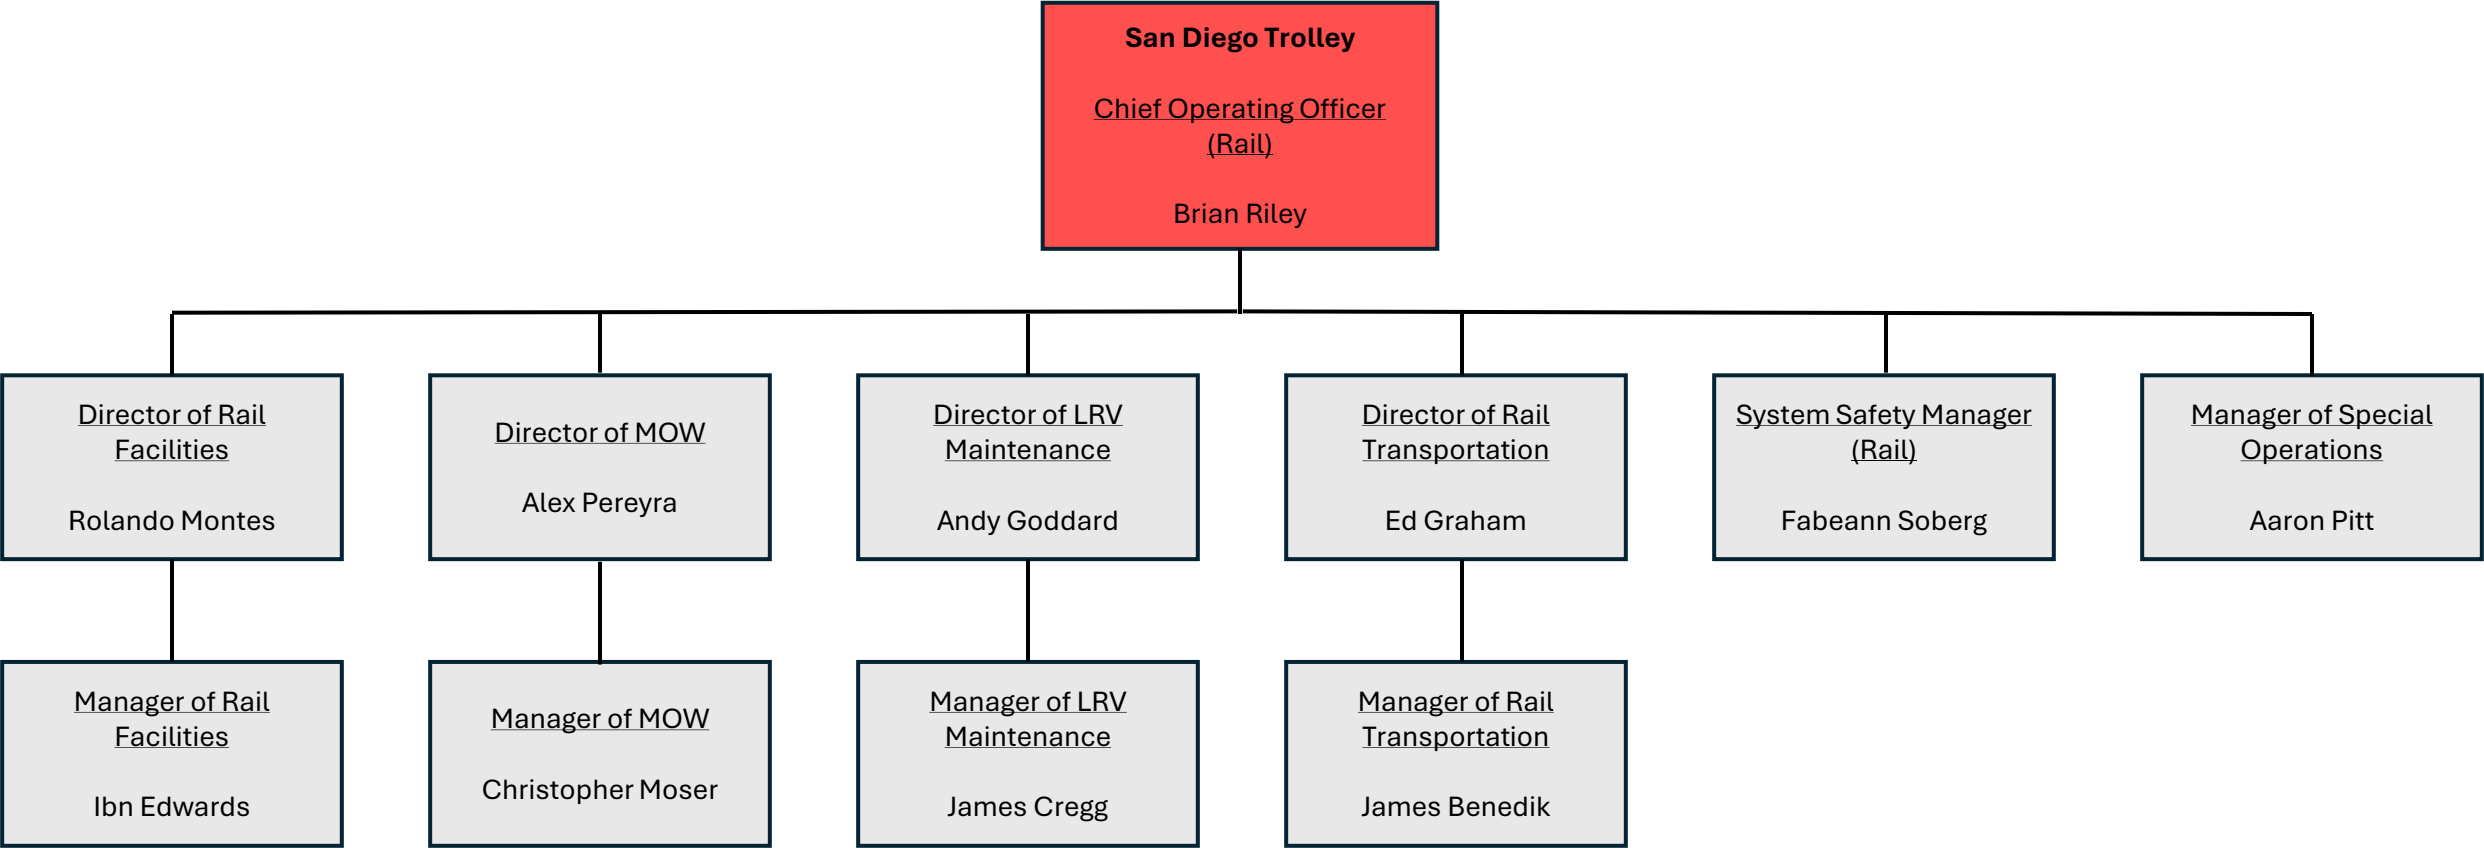 San Diego Trolley
Chief Operating Officer
(Rail)
Brian Riley
Director of Rail
Facilities
Rolando Montes
Director of MOW
Alex Pereyra
Director of LRV
Maintenance
Andy Goddard
Director of Rail
Transportation
Ed Graham
System Safety Manager
(Rail)
Fabeann Soberg
Manager of Special
Operations
Aaron Pitt
Manager of Rail
Facilities
Ibn Edwards
Manager of MOW
Christopher Moser
Manager of LRV
Maintenance
James Cregg
Manager of Rail
Transportation
James Benedik